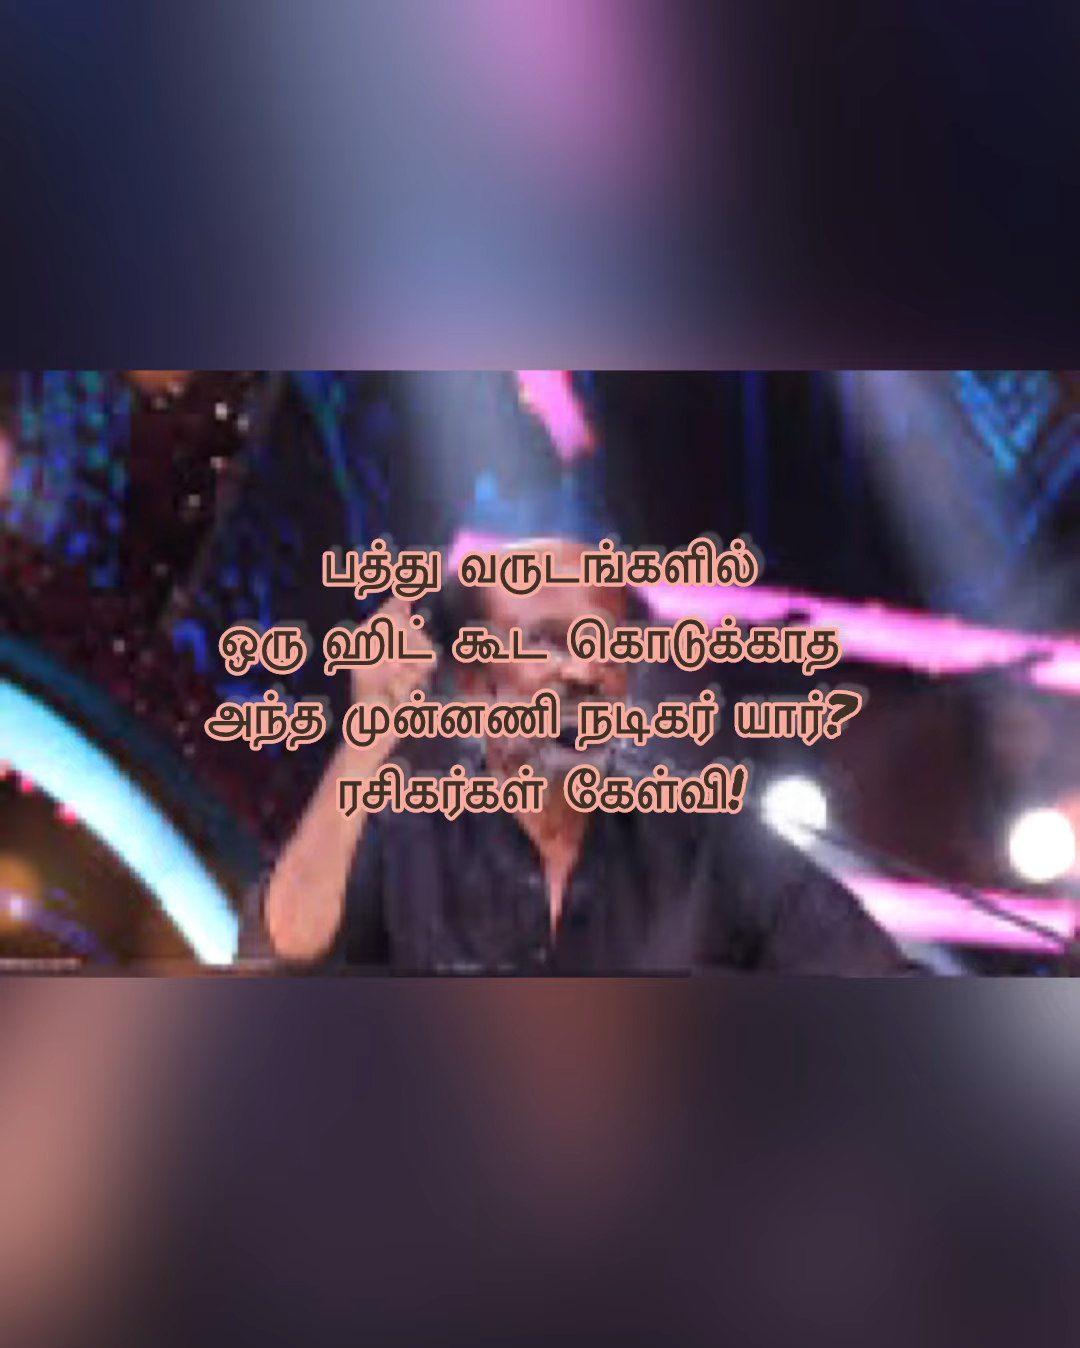 பத்து வருடங்களில்
ஒரு ஹிட் கூட கொடுக்காத
அந்த முன்னணி நடிகர் யார்?
ரசிகர்கள் கேள்வி!